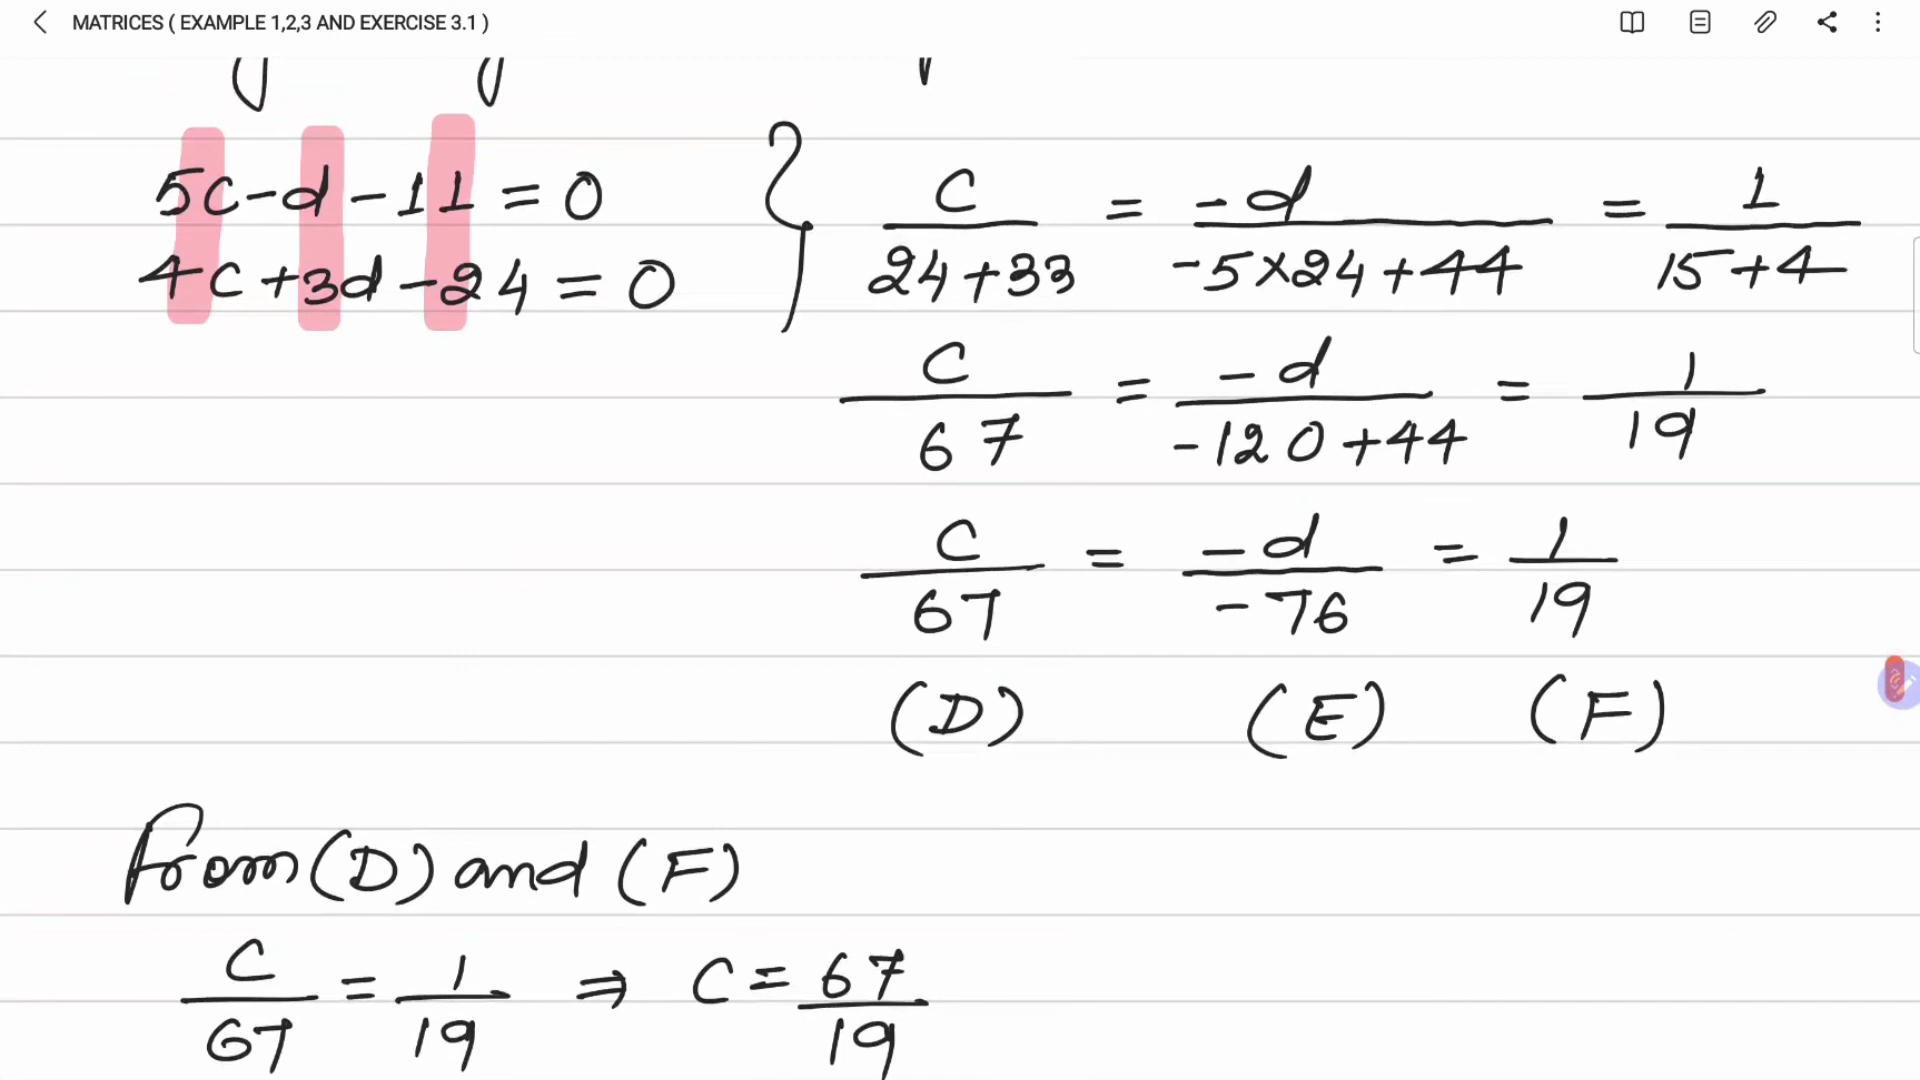 MATRICES ( EXAMPLE 1,2,3 AND EXERCISE 3.1 )
5c-d-11=0
4c+3d-24=0
c/(24+33) = -d/(-5×24+44) = 1/(15+4)
c/67 = -d/(-120+44) = 1/19
c/67 = -d/-76 = 1/19
(D) (E) (F)
from (D) and (F)
c/67 = 1/19 ⇒ c = 67/19